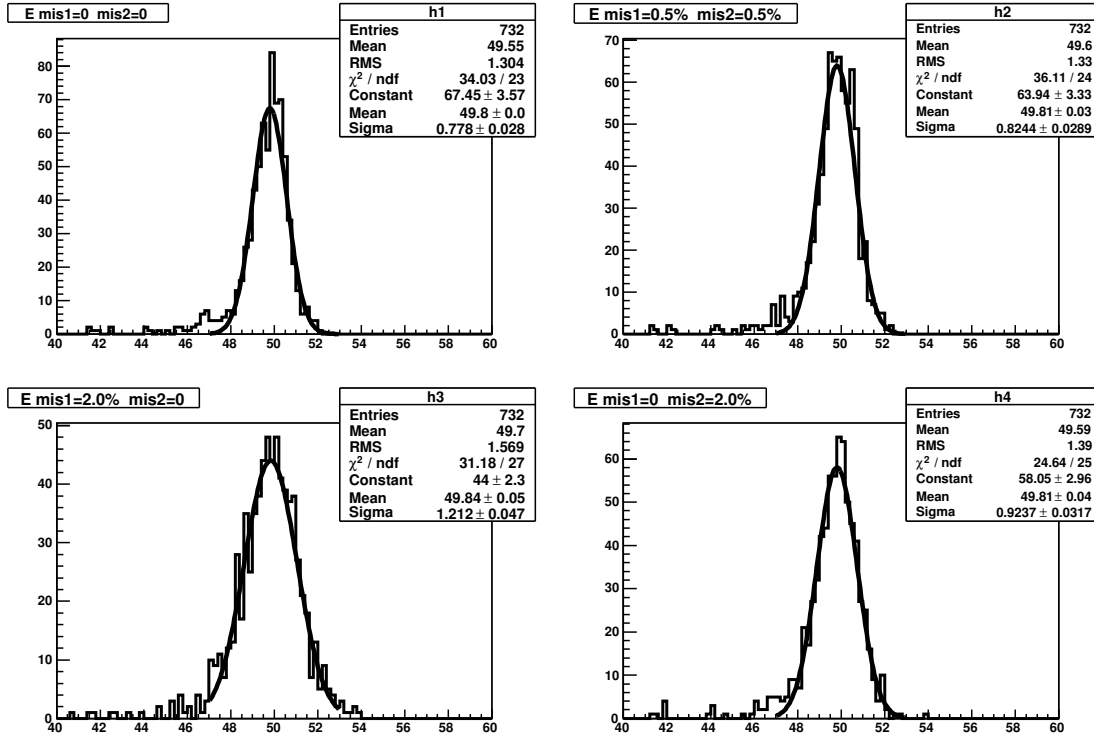 E mis1=0 mis2=0
h1
Entries 732
Mean 49.55
RMS 1.304
χ² / ndf 34.03 / 23
Constant 67.45 ± 3.57
Mean 49.8 ± 0.0
Sigma 0.778 ± 0.028
80
70
60
50
40
30
20
10
0
40 42 44 46 48 50 52 54 56 58 60
E mis1=0.5% mis2=0.5%
h2
Entries 732
Mean 49.6
RMS 1.33
χ² / ndf 36.11 / 24
Constant 63.94 ± 3.33
Mean 49.81 ± 0.03
Sigma 0.8244 ± 0.0289
70
60
50
40
30
20
10
0
40 42 44 46 48 50 52 54 56 58 60
E mis1=2.0% mis2=0
h3
Entries 732
Mean 49.7
RMS 1.569
χ² / ndf 31.18 / 27
Constant 44 ± 2.3
Mean 49.84 ± 0.05
Sigma 1.212 ± 0.047
50
40
30
20
10
0
40 42 44 46 48 50 52 54 56 58 60
E mis1=0 mis2=2.0%
h4
Entries 732
Mean 49.59
RMS 1.39
χ² / ndf 24.64 / 25
Constant 58.05 ± 2.96
Mean 49.81 ± 0.04
Sigma 0.9237 ± 0.0317
60
50
40
30
20
10
0
40 42 44 46 48 50 52 54 56 58 60